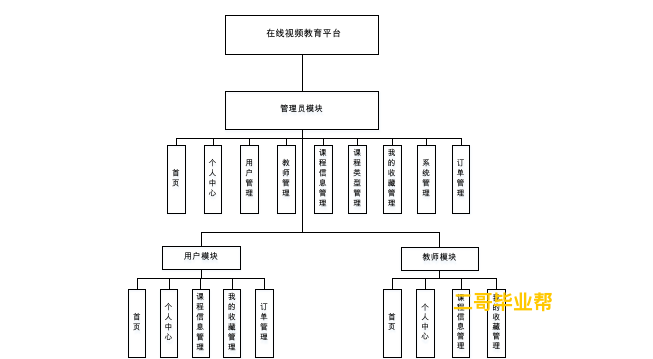 在线视频教育平台
管理员模块
首页
个人中心
用户管理
教师管理
课程信息管理
课程类型管理
我的收藏管理
系统管理
订单管理
用户模块
教师模块
首页
个人中心
课程信息管理
我的收藏管理
订单管理
首页
个人中心
课程信息管理
我的收藏管理
二哥毕业帮